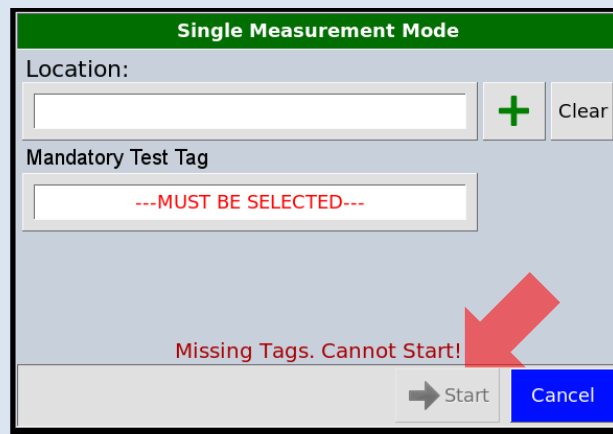 Single Measurement Mode
Location:
Clear
Mandatory Test Tag
---MUST BE SELECTED---
Missing Tags. Cannot Start!
Start
Cancel